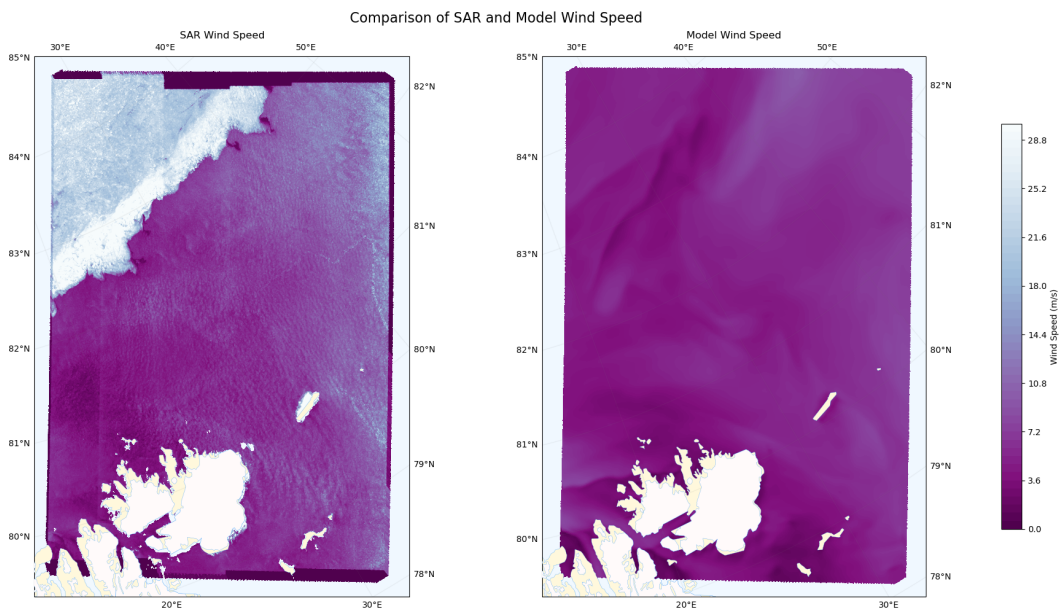 Comparison of SAR and Model Wind Speed
SAR Wind Speed
30°E 40°E 50°E
85°N
84°N
83°N
82°N
81°N
80°N
82°N
81°N
80°N
79°N
78°N
20°E 30°E
Model Wind Speed
30°E 40°E 50°E
85°N
84°N
83°N
82°N
81°N
80°N
82°N
81°N
80°N
79°N
78°N
20°E 30°E
28.8
25.2
21.6
18.0
14.4
10.8
7.2
3.6
0.0
Wind Speed (m/s)